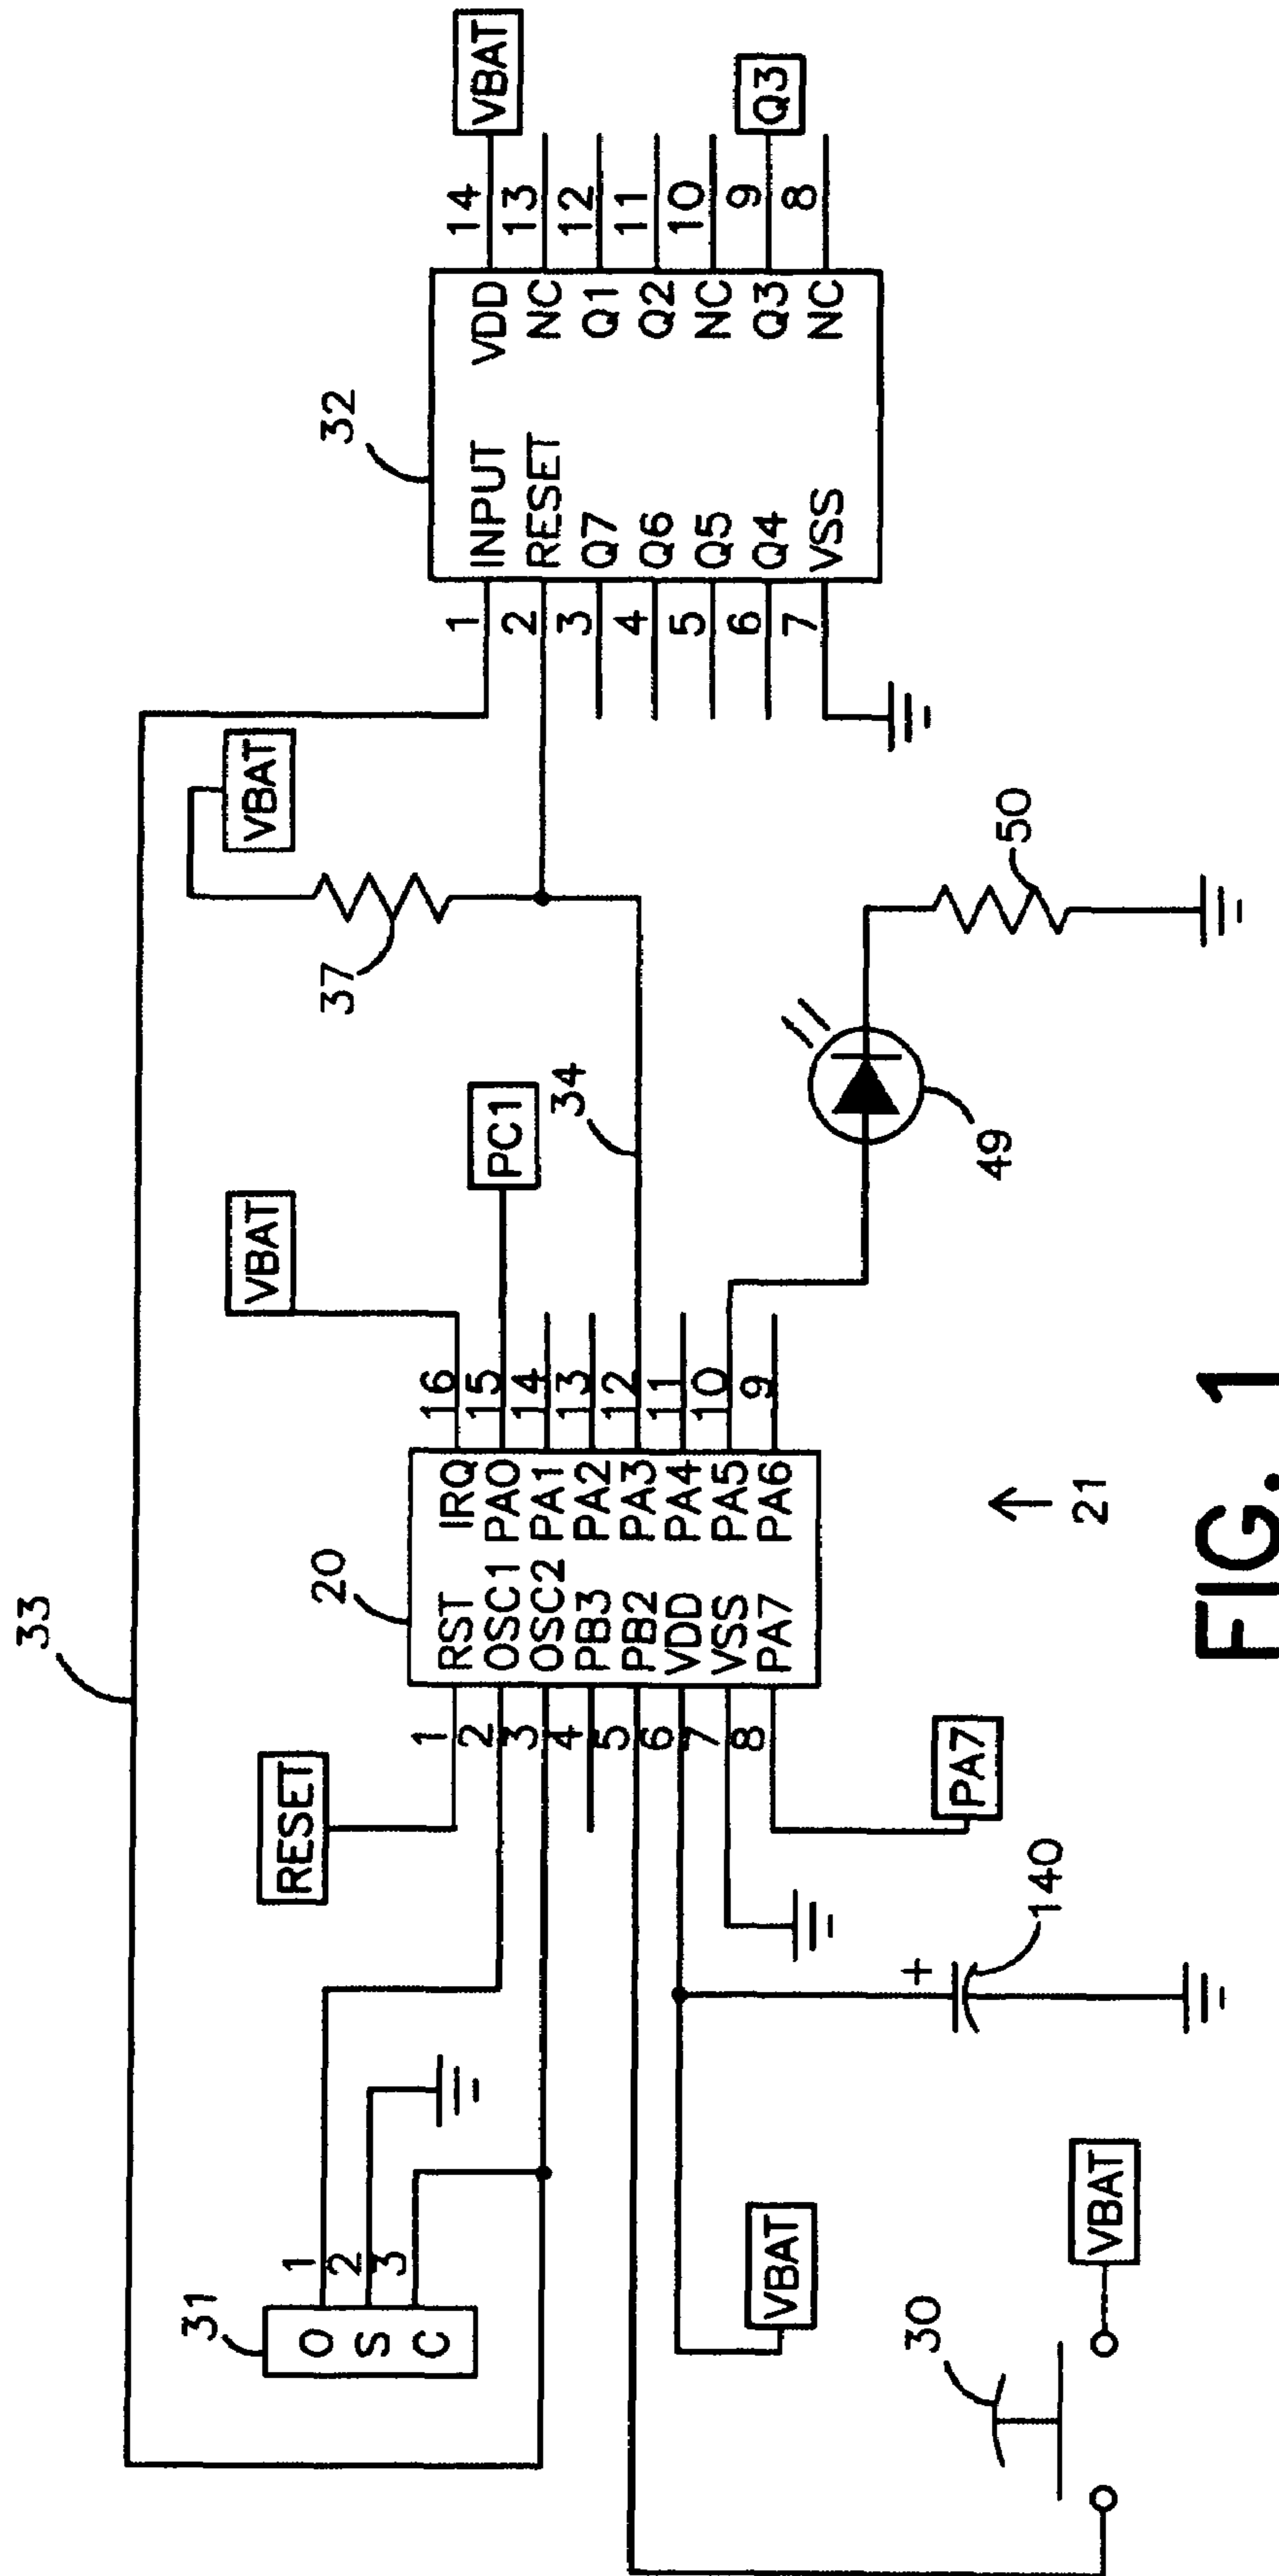 33
31
O 1
S 2
C 3
RESET
20
1 RST IRQ 16
2 OSC1 PA0 15
3 OSC2 PA1 14
4 PB3 PA2 13
5 PB2 PA3 12
6 VDD PA4 11
7 VSS PA5 10
8 PA7 PA6 9
VBAT
PC1
34
37
VBAT
32
1 INPUT VDD 14
2 RESET NC 13
3 Q7 Q1 12
4 Q6 Q2 11
5 Q5 NC 10
6 Q4 Q3 9
7 VSS NC 8
VBAT
Q3
VBAT
30
VBAT
+
140
PA7
49
50
21
FIG. 1